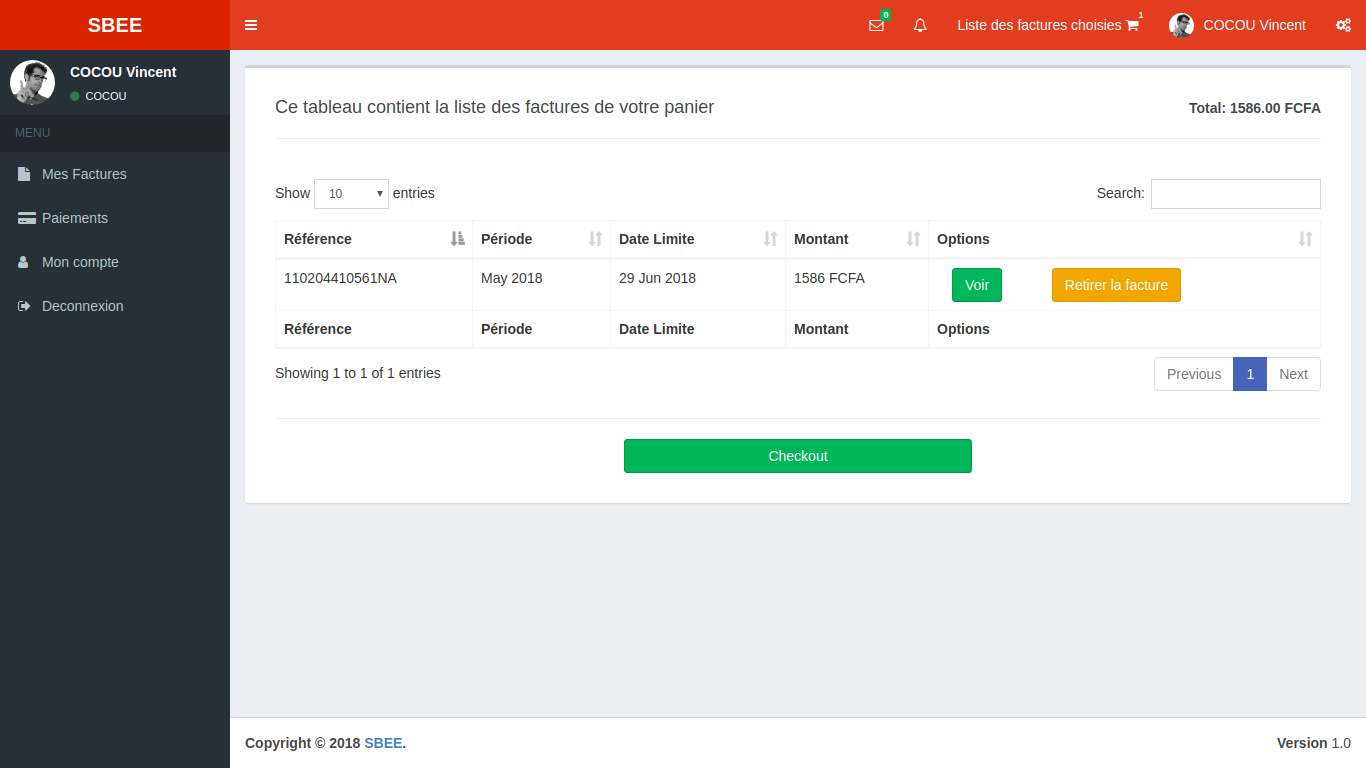 SBEE
0
Liste des factures choisies 1
COCOU Vincent
COCOU Vincent
COCOU
MENU
Mes Factures
Paiements
Mon compte
Deconnexion
Ce tableau contient la liste des factures de votre panier
Total: 1586.00 FCFA
Show 10 entries
Search:
Référence Période Date Limite Montant Options
110204410561NA May 2018 29 Jun 2018 1586 FCFA Voir Retirer la facture
Référence Période Date Limite Montant Options
Showing 1 to 1 of 1 entries
Previous 1 Next
Checkout
Copyright © 2018 SBEE.
Version 1.0